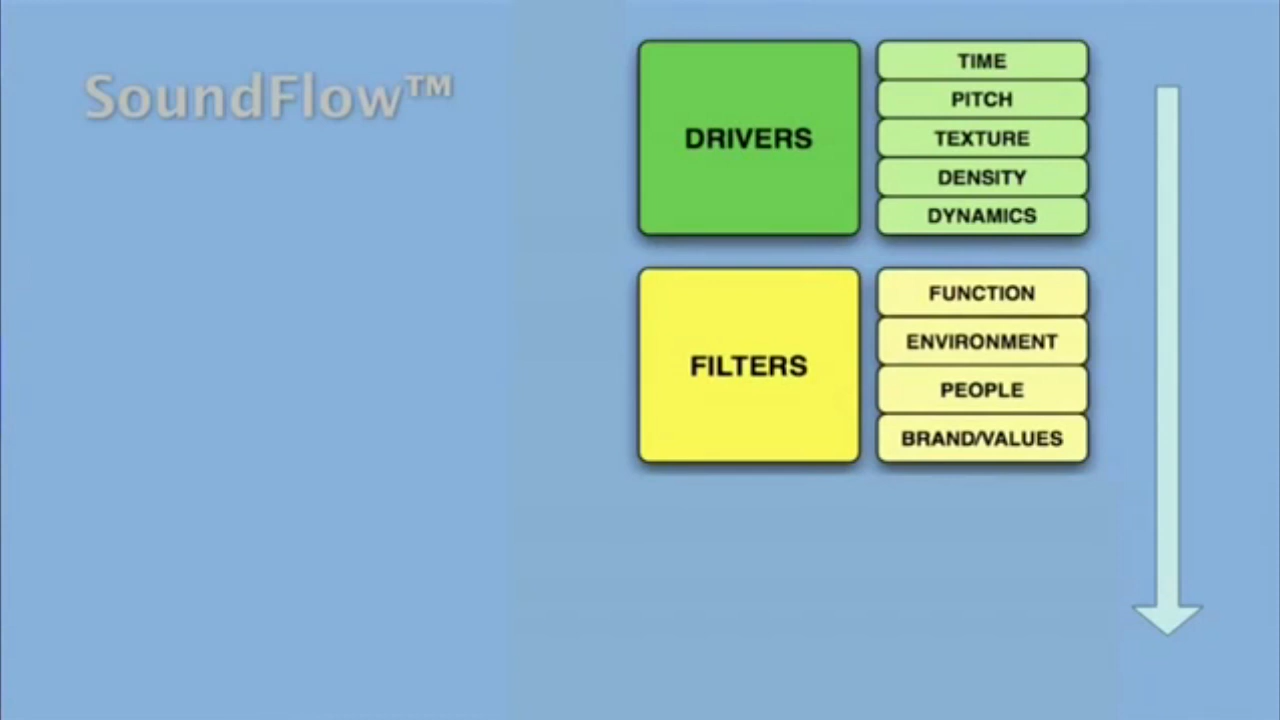 SoundFlow™
DRIVERS
TIME
PITCH
TEXTURE
DENSITY
DYNAMICS
FILTERS
FUNCTION
ENVIRONMENT
PEOPLE
BRAND/VALUES